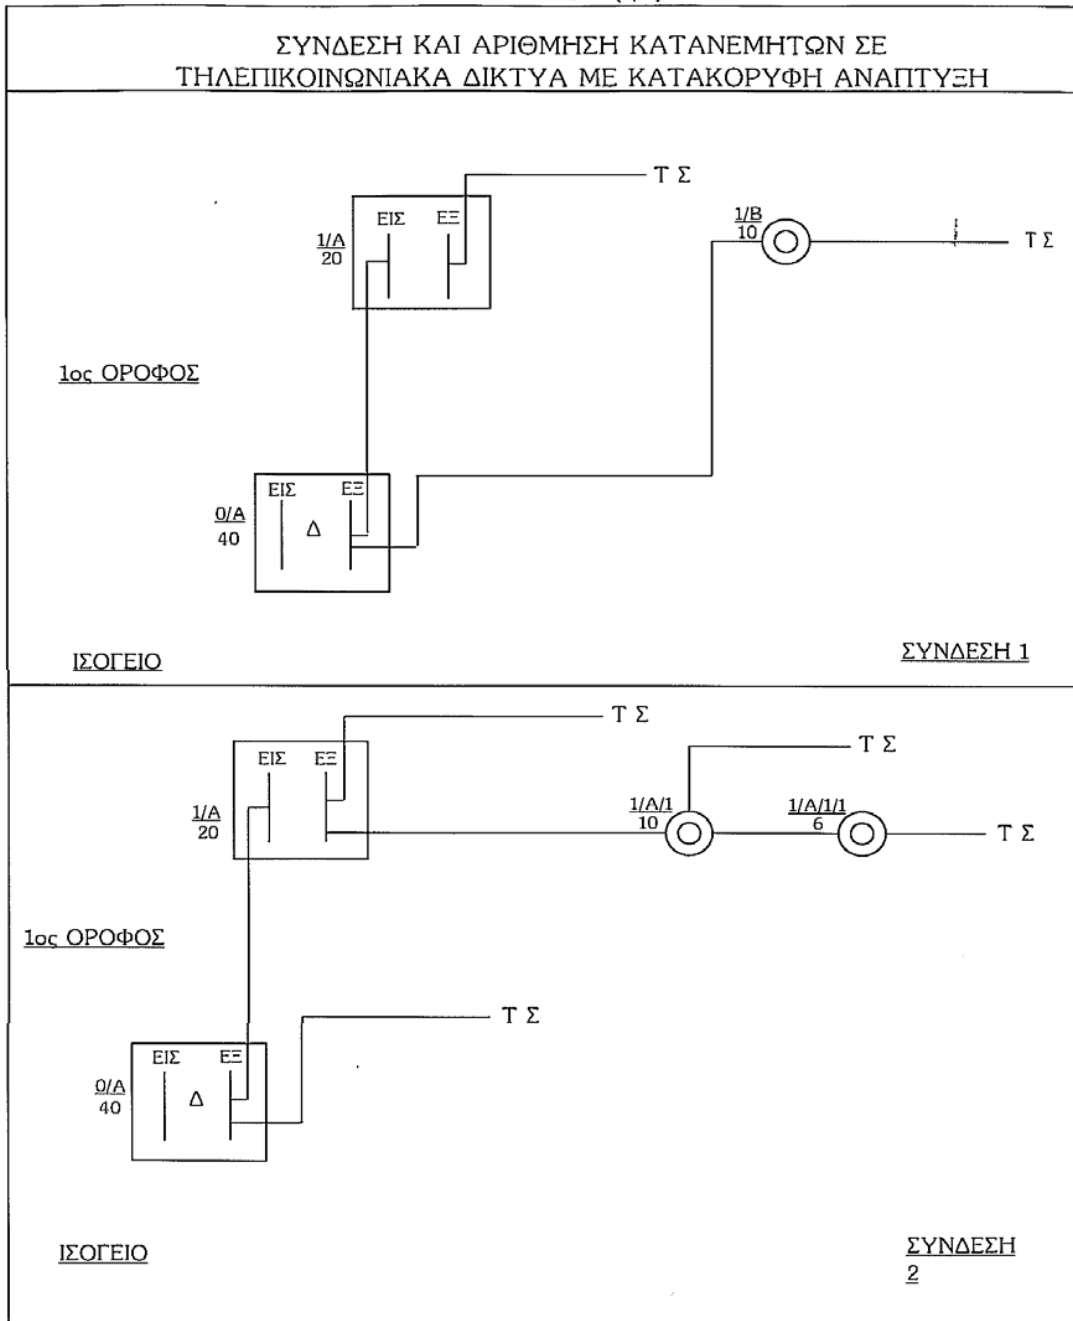 ΣΥΝΔΕΣΗ ΚΑΙ ΑΡΙΘΜΗΣΗ ΚΑΤΑΝΕΜΗΤΩΝ ΣΕ
ΤΗΛΕΠΙΚΟΙΝΩΝΙΑΚΑ ΔΙΚΤΥΑ ΜΕ ΚΑΤΑΚΟΡΥΦΗ ΑΝΑΠΤΥΞΗ
Τ Σ
ΕΙΣ ΕΞ
1/Α
20
1/Β
10
Τ Σ
1ος ΟΡΟΦΟΣ
ΕΙΣ ΕΞ
0/Α
40
Δ
ΙΣΟΓΕΙΟ
ΣΥΝΔΕΣΗ 1
Τ Σ
ΕΙΣ ΕΞ
Τ Σ
1/Α
20
1/Α/1
10
1/Α/1/1
6
Τ Σ
1ος ΟΡΟΦΟΣ
Τ Σ
ΕΙΣ ΕΞ
0/Α
40
Δ
ΙΣΟΓΕΙΟ
ΣΥΝΔΕΣΗ
2